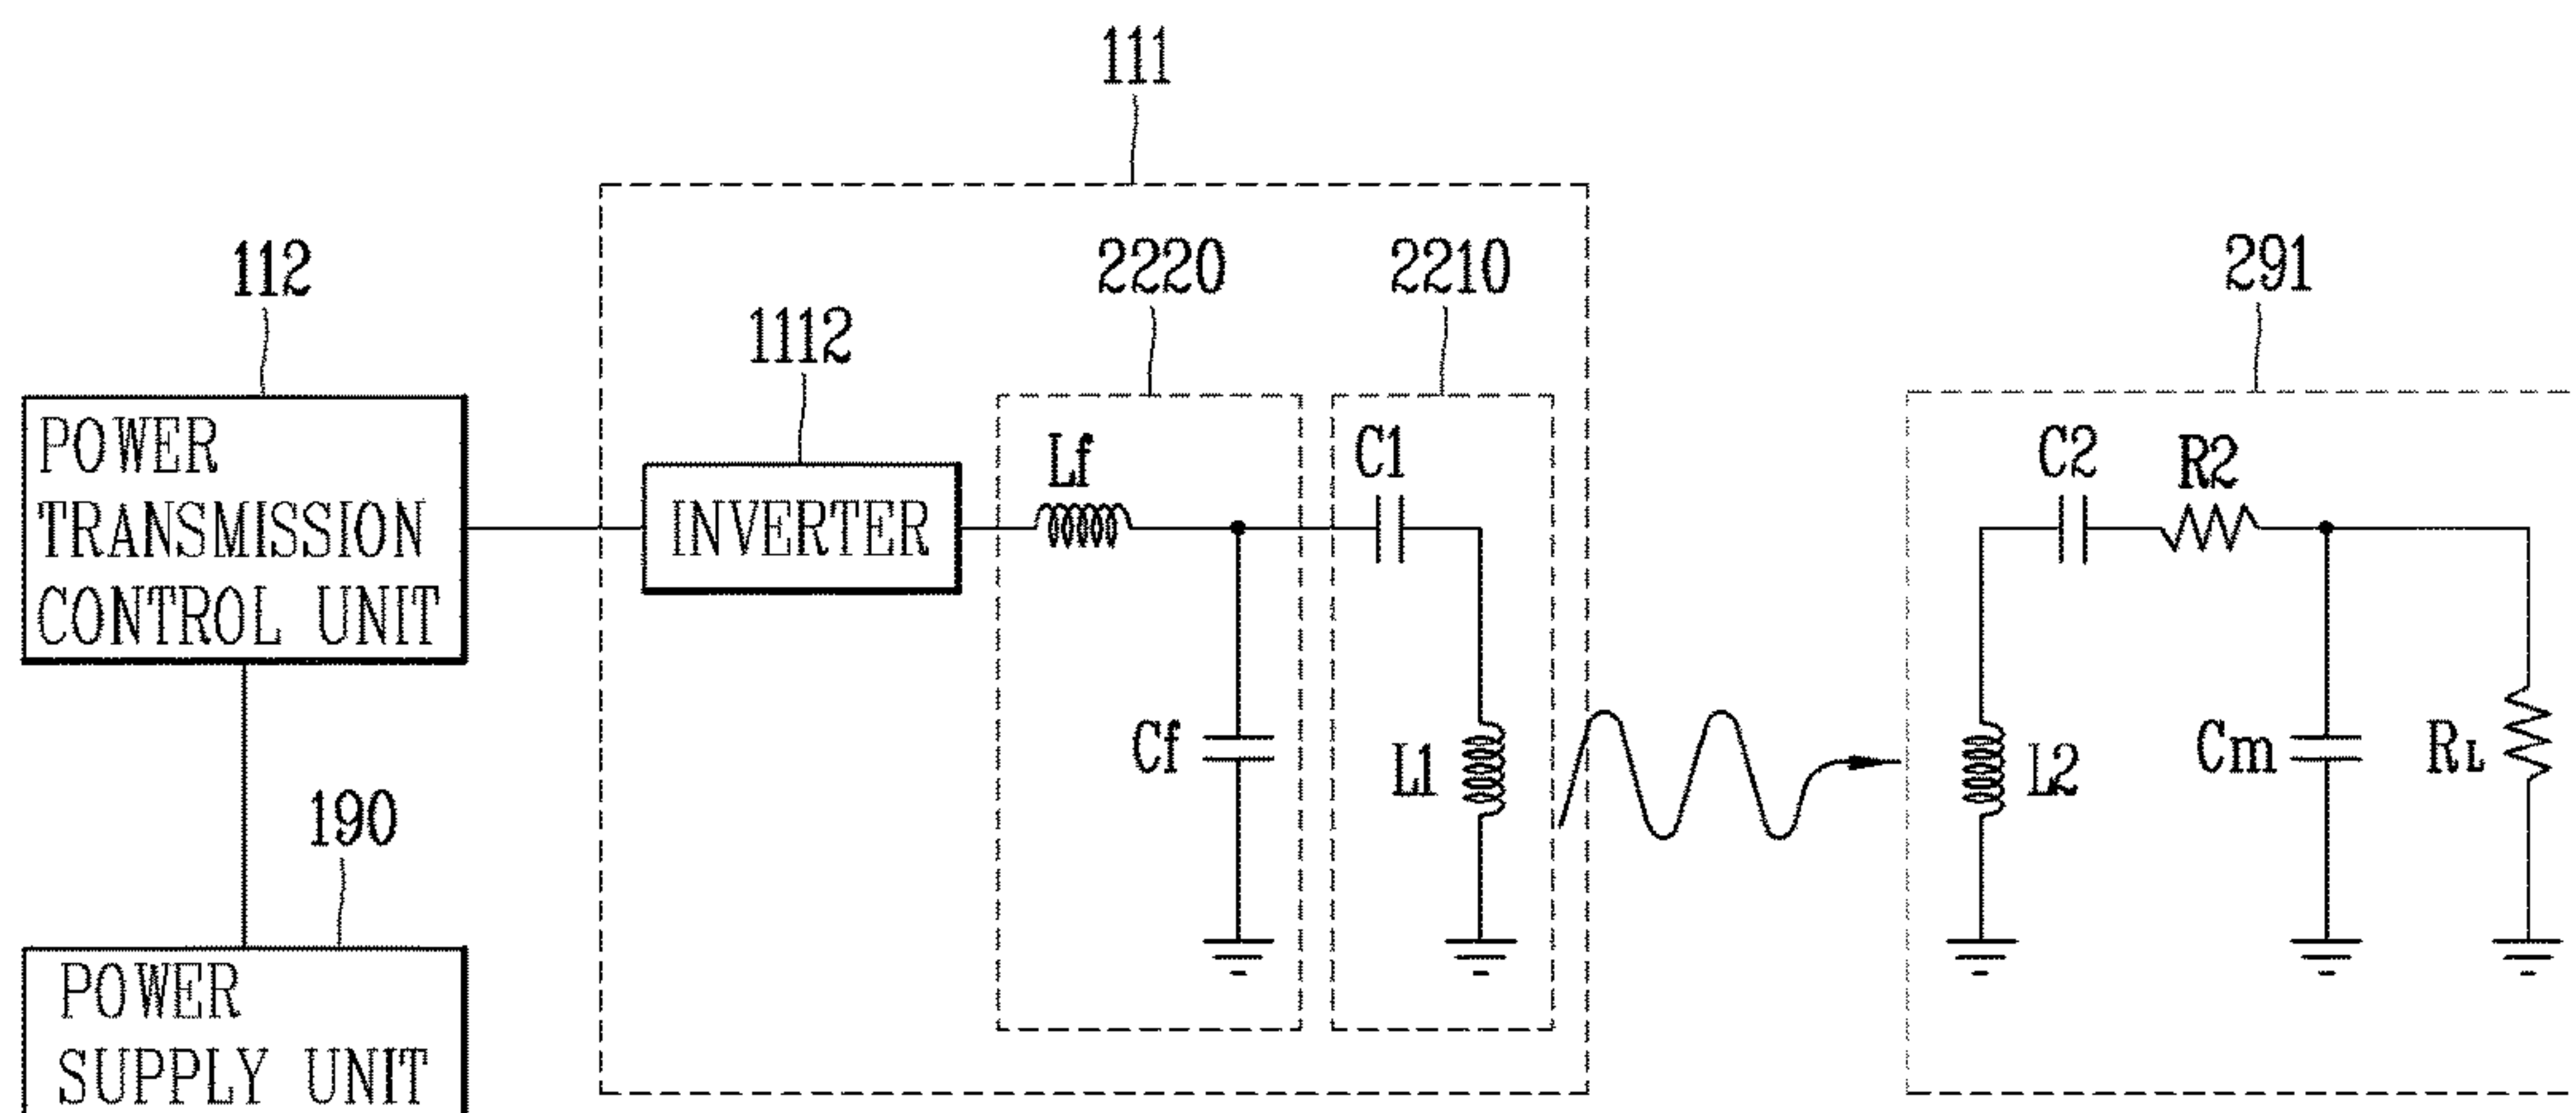 111
112
2220
2210
291
1112
POWER
TRANSMISSION
CONTROL UNIT
INVERTER
Lf
C1
C2
R2
Cf
L1
L2
Cm
RL
190
POWER
SUPPLY UNIT